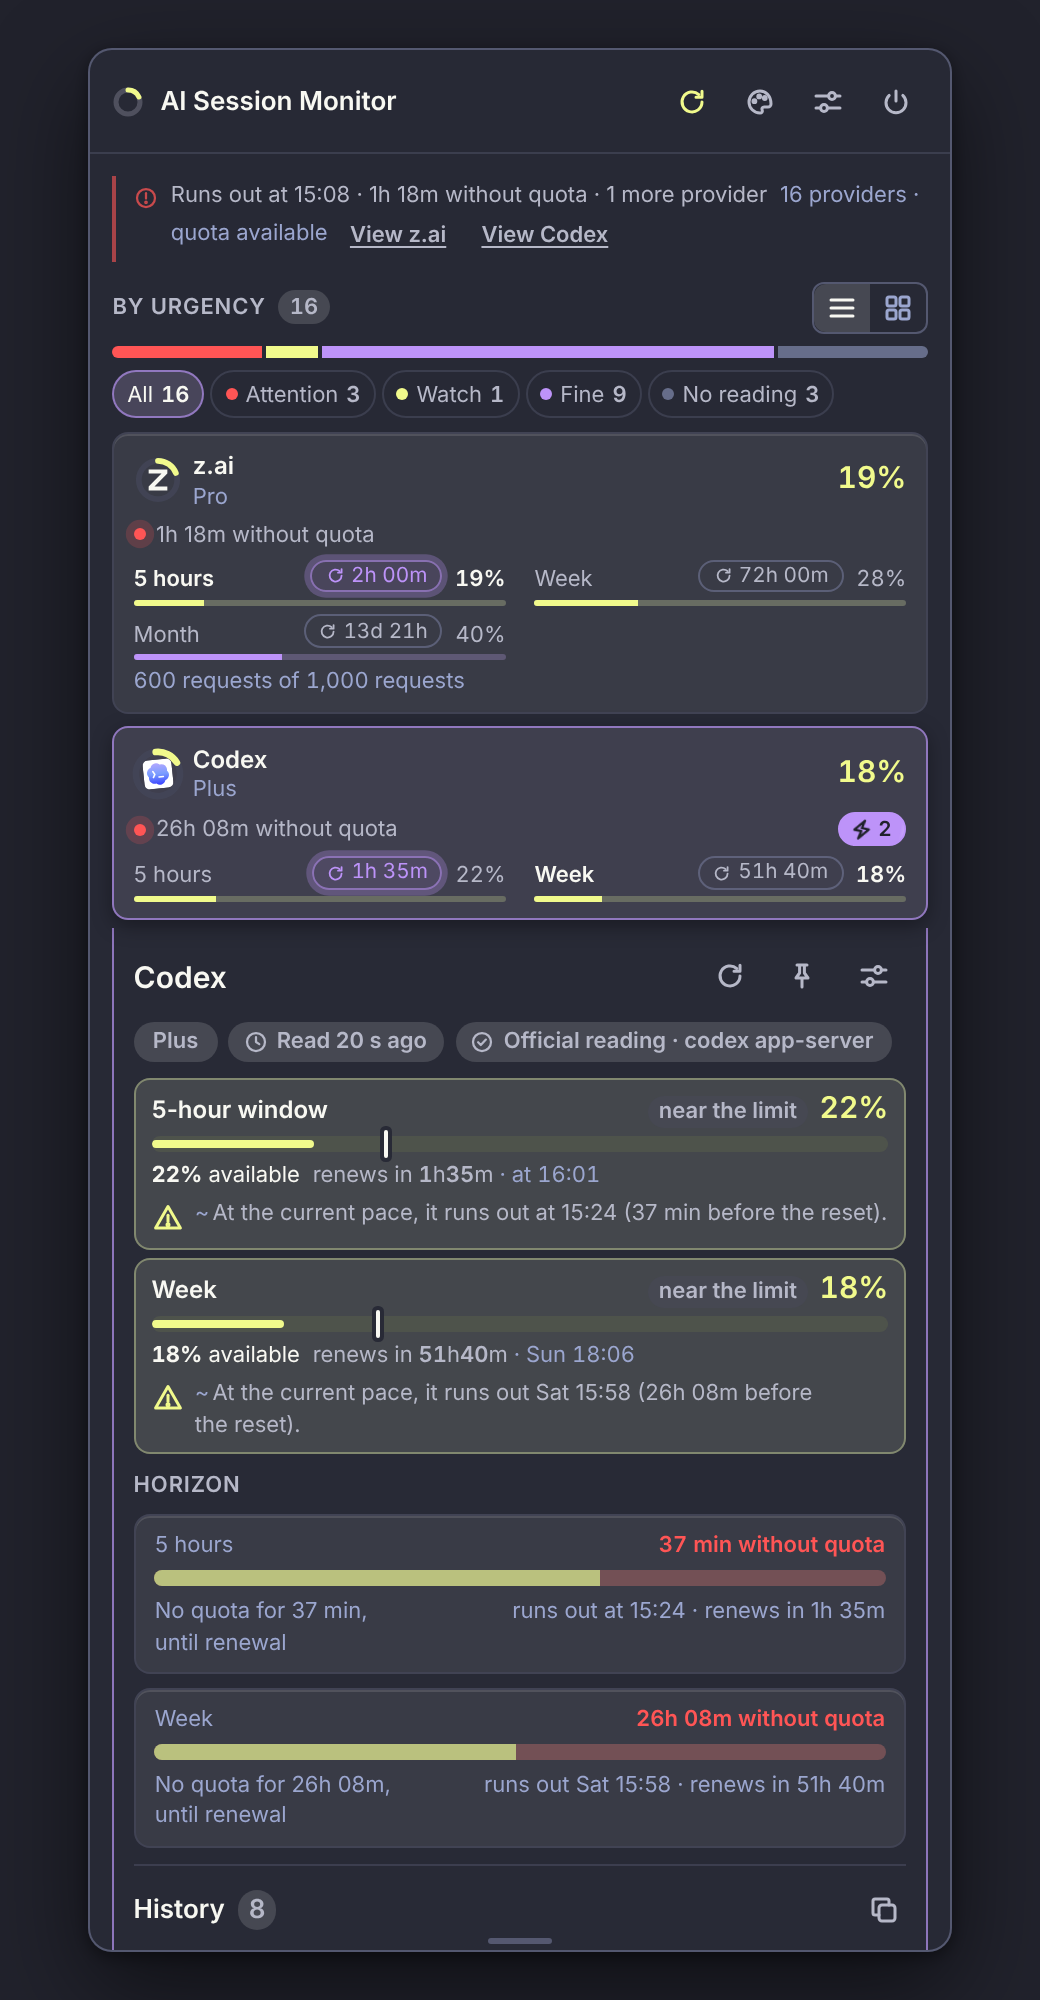 AI Session Monitor
Runs out at 15:08 · 1h 18m without quota · 1 more provider 16 providers ·
quota available View z.ai View Codex
BY URGENCY 16
All 16 Attention 3 Watch 1 Fine 9 No reading 3
Z
z.ai
Pro
19%
1h 18m without quota
5 hours 2h 00m 19% Week 72h 00m 28%
Month 13d 21h 40%
600 requests of 1,000 requests
Codex
Plus
18%
26h 08m without quota 2
5 hours 1h 35m 22% Week 51h 40m 18%
Codex
Plus Read 20 s ago Official reading · codex app-server
5-hour window near the limit 22%
22% available renews in 1h35m · at 16:01
~ At the current pace, it runs out at 15:24 (37 min before the reset).
Week near the limit 18%
18% available renews in 51h40m · Sun 18:06
~ At the current pace, it runs out Sat 15:58 (26h 08m before
the reset).
HORIZON
5 hours 37 min without quota
No quota for 37 min, runs out at 15:24 · renews in 1h 35m
until renewal
Week 26h 08m without quota
No quota for 26h 08m, runs out Sat 15:58 · renews in 51h 40m
until renewal
History 8